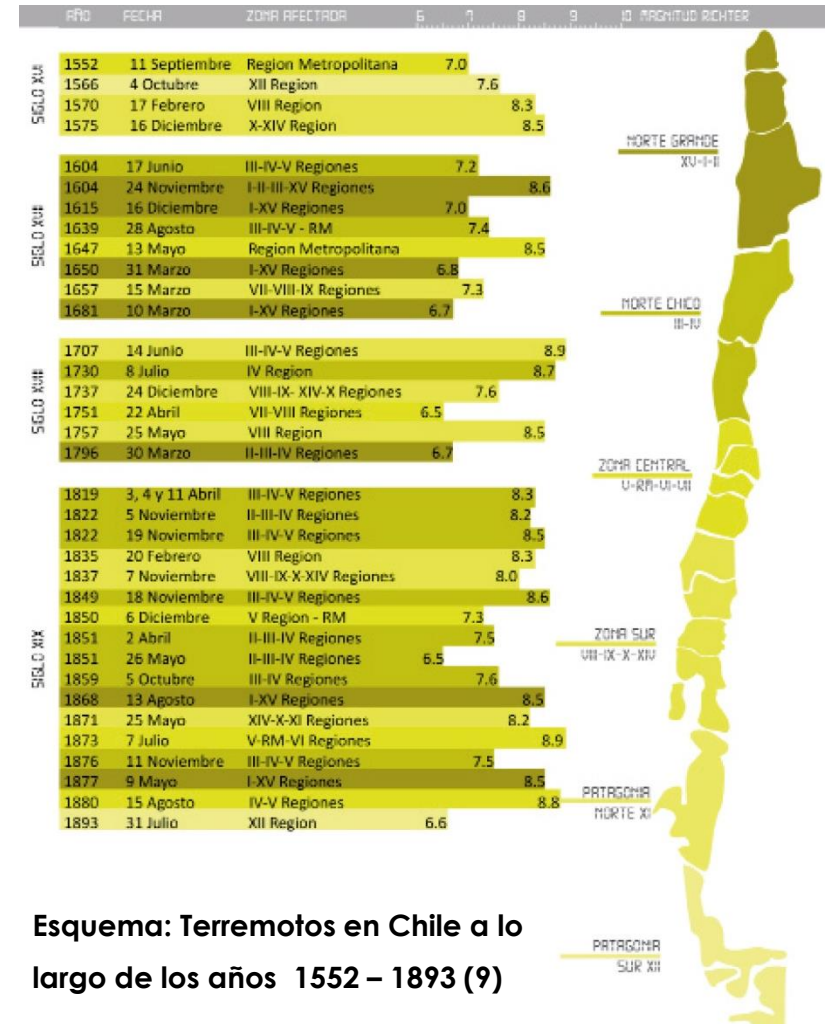 AÑO FECHA ZONA AFECTADA 6 7 8 9 10 MAGNITUD RICHTER
SIGLO XVI
1552 11 Septiembre Region Metropolitana 7.0
1566 4 Octubre XII Region 7.6
1570 17 Febrero VIII Region 8.3
1575 16 Diciembre X-XIV Region 8.5
SIGLO XVII
1604 17 Junio III-IV-V Regiones 7.2
1604 24 Noviembre I-II-III-XV Regiones 8.6
1615 16 Diciembre I-XV Regiones 7.0
1639 28 Agosto III-IV-V - RM 7.4
1647 13 Mayo Region Metropolitana 8.5
1650 31 Marzo I-XV Regiones 6.8
1657 15 Marzo VII-VIII-IX Regiones 7.3
1681 10 Marzo I-XV Regiones 6.7
SIGLO XVIII
1707 14 Junio III-IV-V Regiones 8.9
1730 8 Julio IV Region 8.7
1737 24 Diciembre VIII-IX- XIV-X Regiones 7.6
1751 22 Abril VII-VIII Regiones 6.5
1757 25 Mayo VIII Region 8.5
1796 30 Marzo II-III-IV Regiones 6.7
SIGLO XIX
1819 3, 4 y 11 Abril III-IV-V Regiones 8.3
1822 5 Noviembre II-III-IV Regiones 8.2
1822 19 Noviembre III-IV-V Regiones 8.5
1835 20 Febrero VIII Region 8.3
1837 7 Noviembre VIII-IX-X-XIV Regiones 8.0
1849 18 Noviembre III-IV-V Regiones 8.6
1850 6 Diciembre V Region - RM 7.3
1851 2 Abril II-III-IV Regiones 7.5
1851 26 Mayo II-III-IV Regiones 6.5
1859 5 Octubre III-IV Regiones 7.6
1868 13 Agosto I-XV Regiones 8.5
1871 25 Mayo XIV-X-XI Regiones 8.2
1873 7 Julio V-RM-VI Regiones 8.9
1876 11 Noviembre III-IV-V Regiones 7.5
1877 9 Mayo I-XV Regiones 8.5
1880 15 Agosto IV-V Regiones 8.8
1893 31 Julio XII Region 6.6
NORTE GRANDE
XV-I-II
NORTE CHICO
III-IV
ZONA CENTRAL
V-RM-VI-VII
ZONA SUR
VIII-IX-X-XIV
PATAGONIA
NORTE XI
PATAGONIA
SUR XII
Esquema: Terremotos en Chile a lo
largo de los años 1552 – 1893 (9)